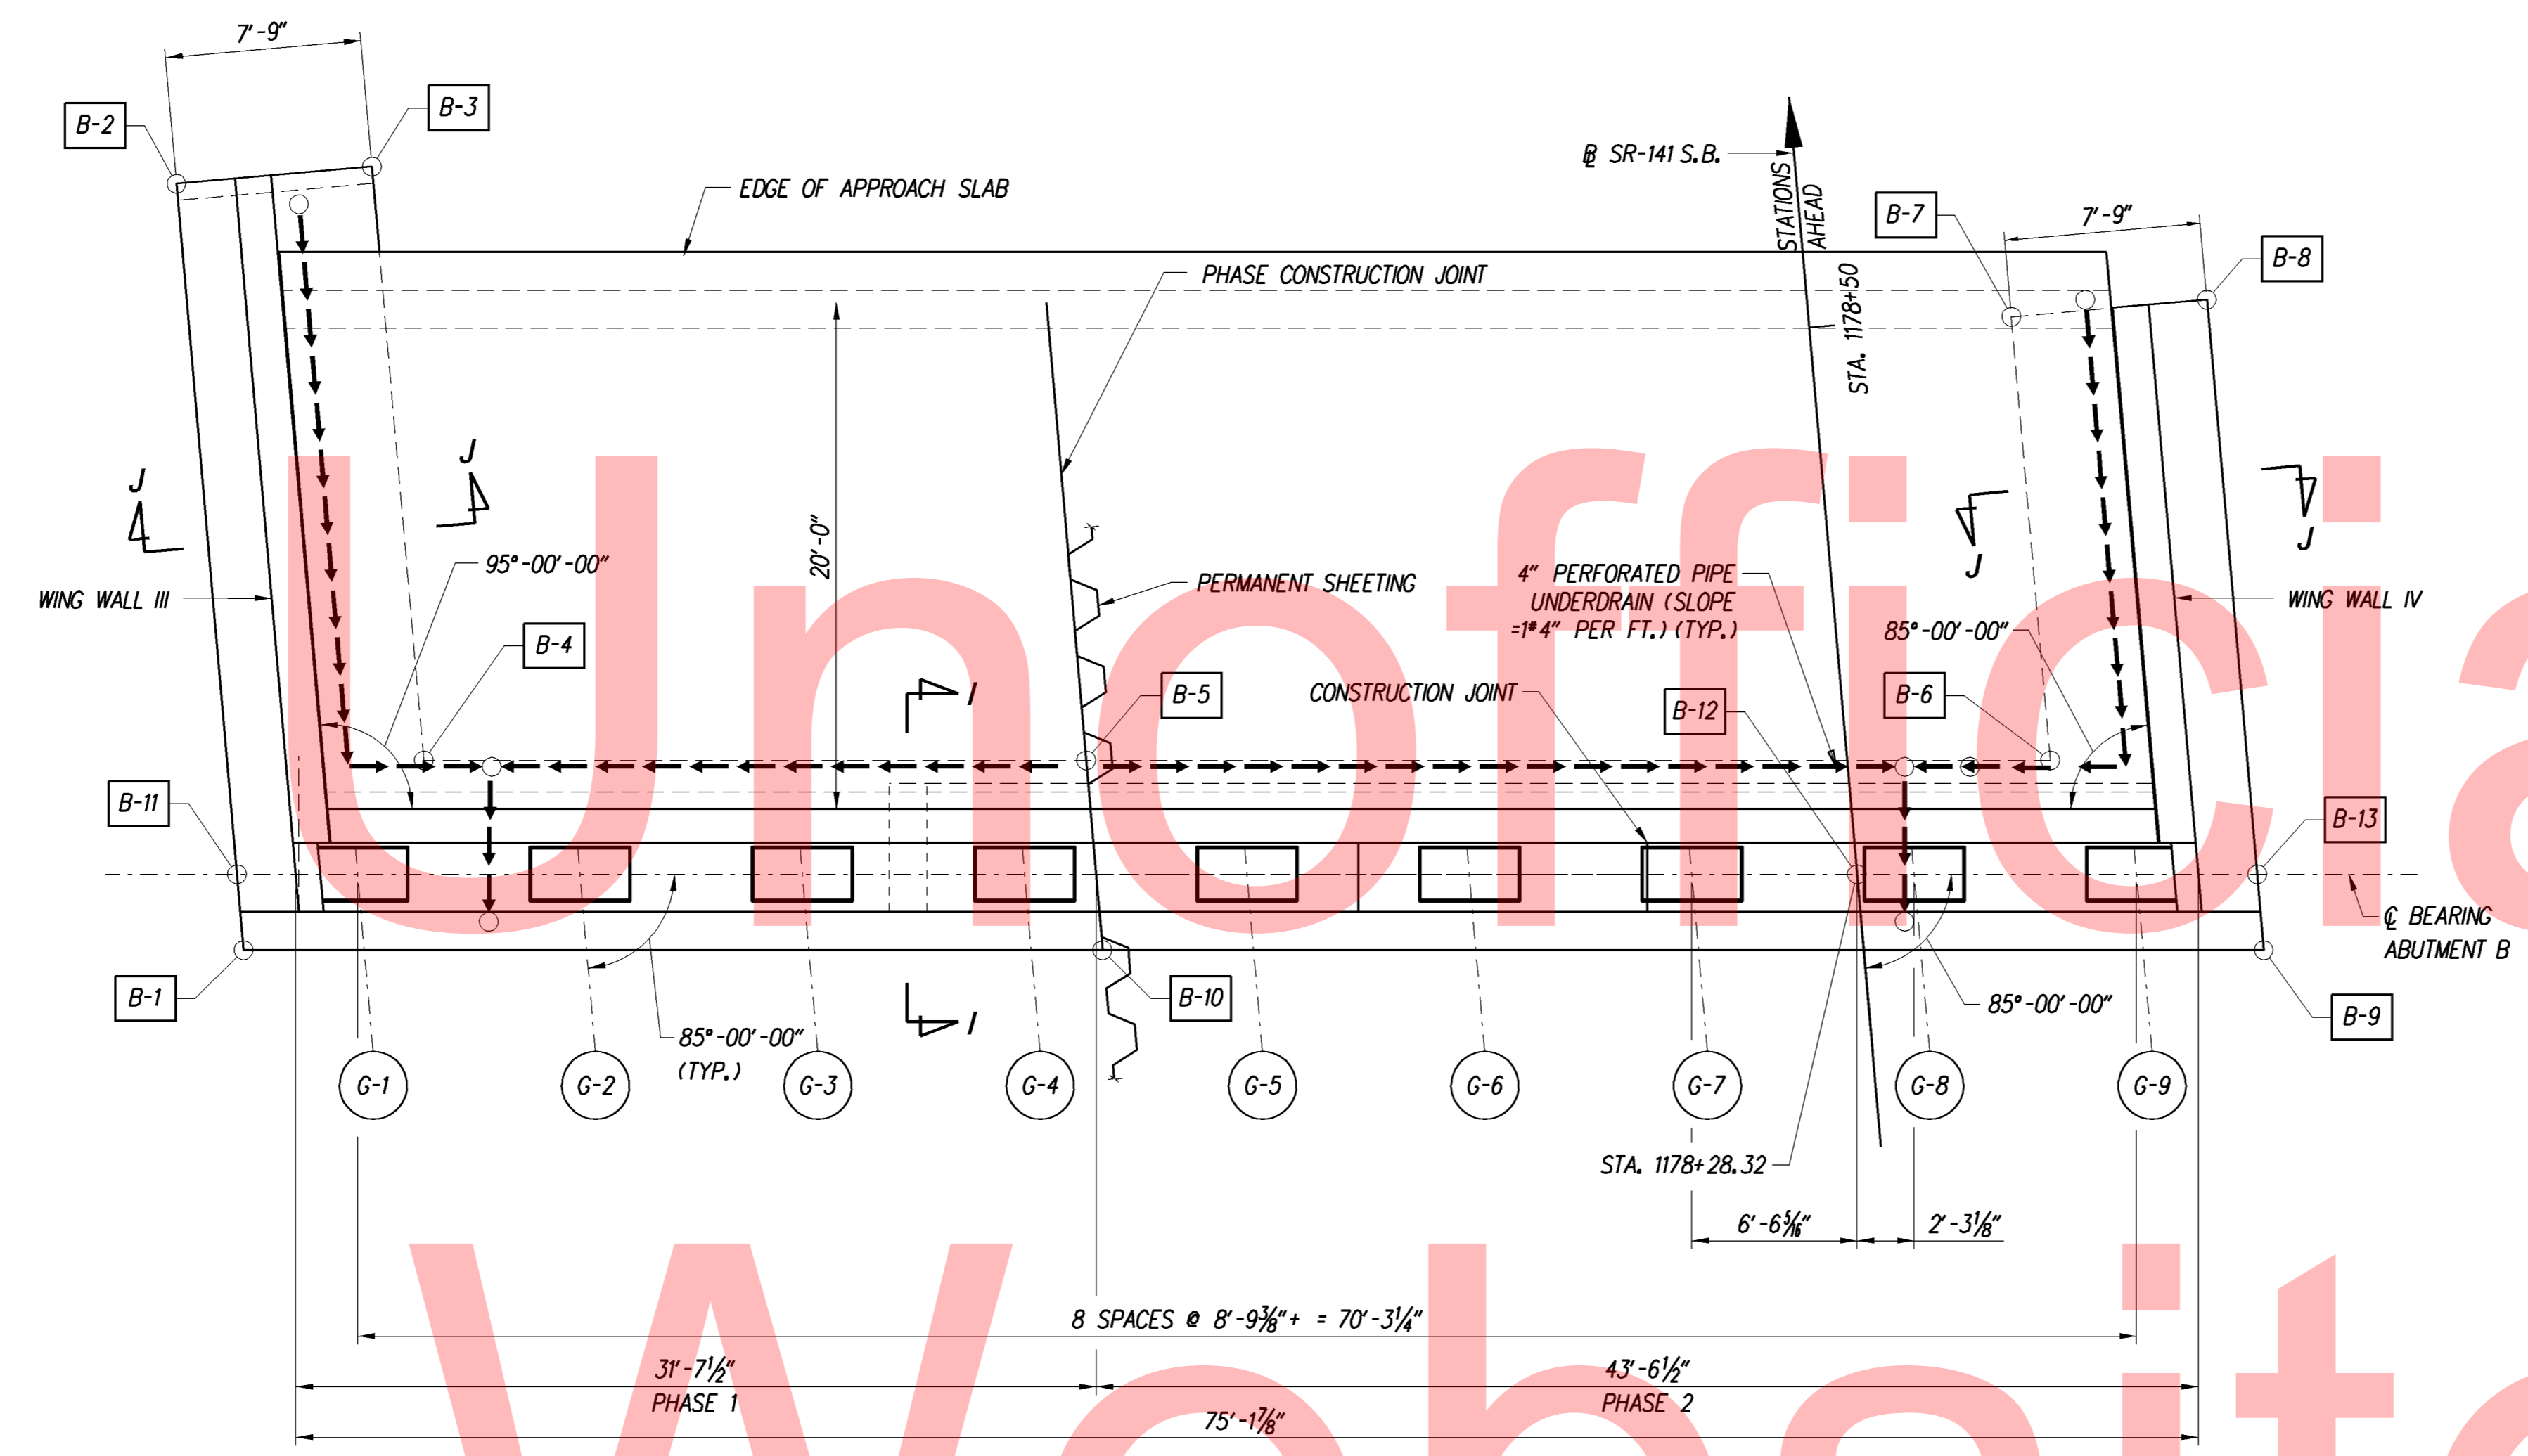 7'-9"
B-2
B-3
EDGE OF APPROACH SLAB
℄ SR-141 S.B.
STATIONS
AHEAD
B-7
7'-9"
B-8
PHASE CONSTRUCTION JOINT
STA. 1178+50
J
J
J
J
20'-0"
95°-00'-00"
WING WALL III
PERMANENT SHEETING
4" PERFORATED PIPE
UNDERDRAIN (SLOPE
=1*4" PER FT.) (TYP.)
85°-00'-00"
WING WALL IV
B-4
I
B-5
CONSTRUCTION JOINT
B-12
B-6
B-11
B-13
℄ BEARING
ABUTMENT B
B-1
I
B-10
85°-00'-00"
(TYP.)
85°-00'-00"
B-9
G-1
G-2
G-3
G-4
G-5
G-6
G-7
G-8
G-9
STA. 1178+28.32
6'-6 5/16"
2'-3 1/8"
8 SPACES @ 8'-9 3/8"+ = 70'-3 1/4"
31'-7 1/2"
PHASE 1
43'-6 1/2"
PHASE 2
75'-1 7/8"
Unofficia
Website